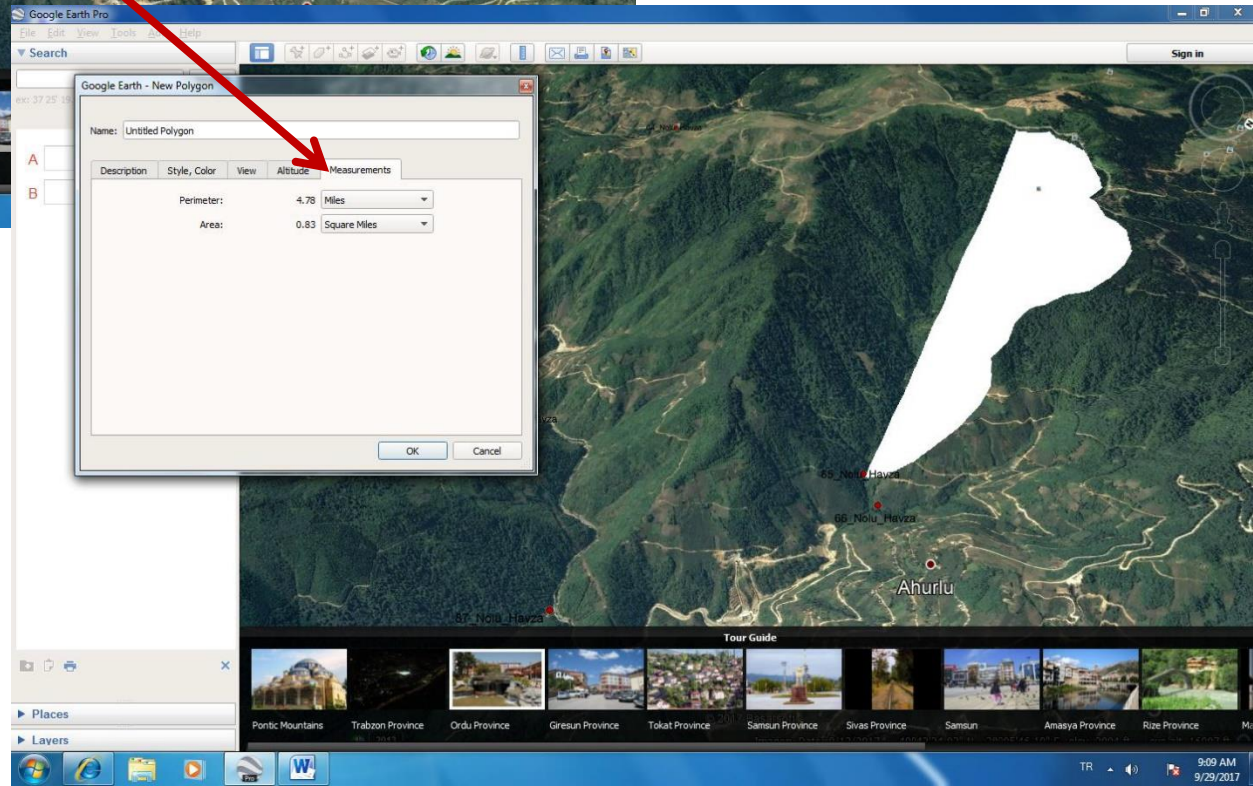 Google Earth Pro
File Edit View Tools Add Help
Search
Sign in
Google Earth - New Polygon
Name: Untitled Polygon
Description Style, Color View Altitude Measurements
Perimeter: 4.78 Miles
Area: 0.83 Square Miles
OK Cancel
A
B
65_Nolu_Havza
66_Nolu_Havza
Ahurlu
67_Nolu_Havza
Tour Guide
Pontic Mountains Trabzon Province Ordu Province Giresun Province Tokat Province Samsun Province Sivas Province Samsun Amasya Province Rize Province
Places
Layers
Pro
TR 9:09 AM
9/29/2017